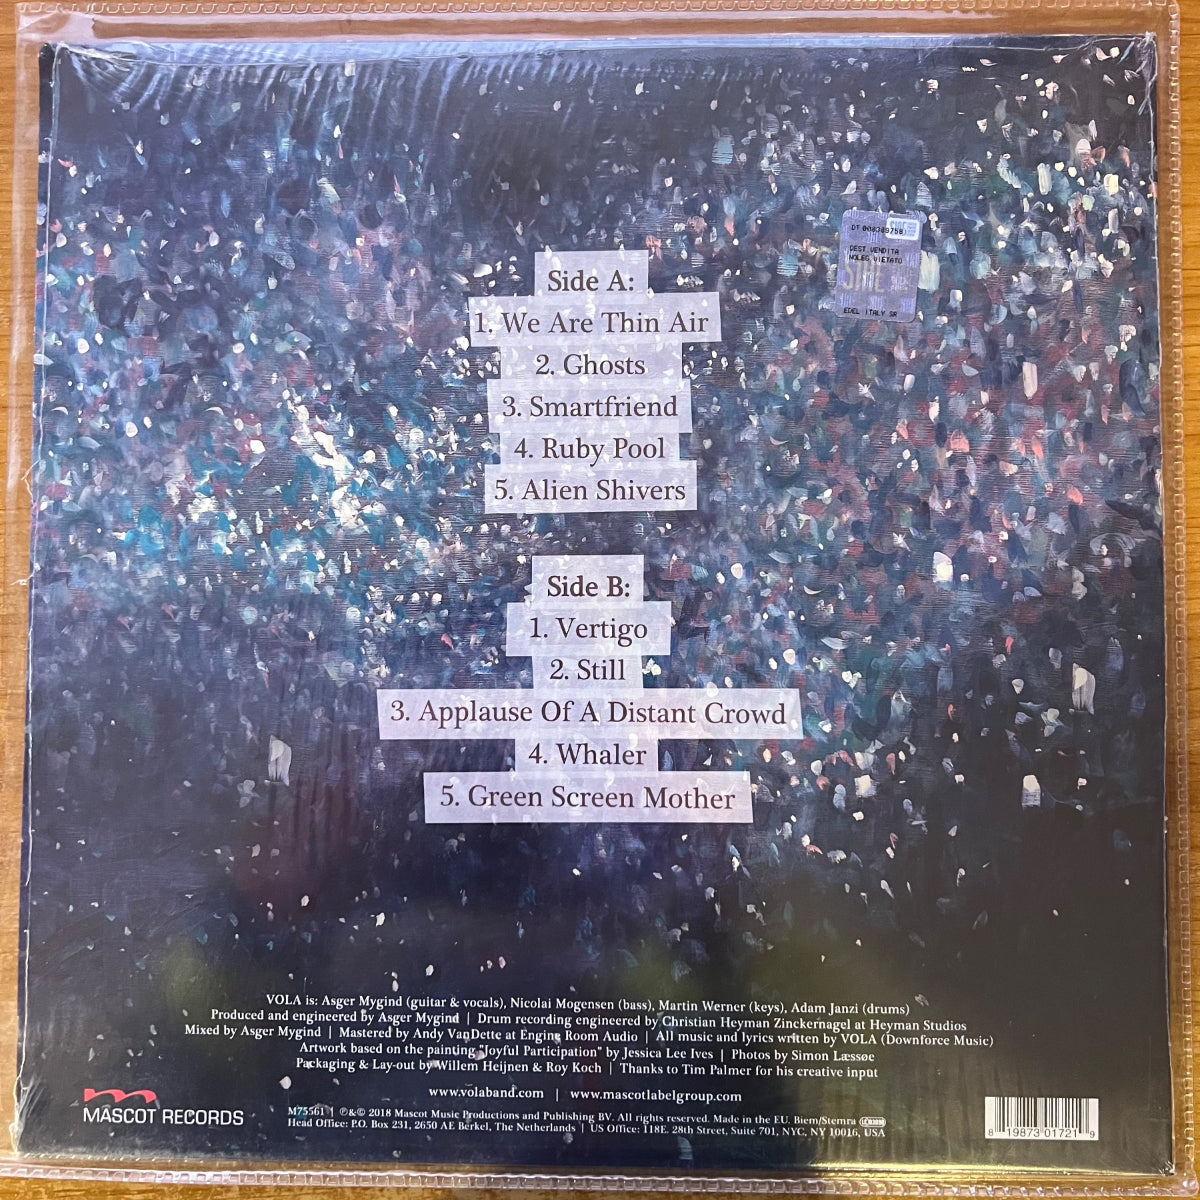 DT 008389758
DEST.VENDITA
NOLEG.VIETATO
SIAE
EDEL ITALY SR
Side A:
1. We Are Thin Air
2. Ghosts
3. Smartfriend
4. Ruby Pool
5. Alien Shivers
Side B:
1. Vertigo
2. Still
3. Applause Of A Distant Crowd
4. Whaler
5. Green Screen Mother
VOLA is: Asger Mygind (guitar & vocals), Nicolai Mogensen (bass), Martin Werner (keys), Adam Janzi (drums)
Produced and engineered by Asger Mygind | Drum recording engineered by Christian Heyman Zinckernagel at Heyman Studios
Mixed by Asger Mygind | Mastered by Andy VanDette at Engine Room Audio | All music and lyrics written by VOLA (Downforce Music)
Artwork based on the painting "Joyful Participation" by Jessica Lee Ives | Photos by Simon Læssøe
Packaging & Lay-out by Willem Heijnen & Roy Koch | Thanks to Tim Palmer for his creative input
www.volaband.com | www.mascotlabelgroup.com
MASCOT RECORDS
M75561 | ℗&© 2018 Mascot Music Productions and Publishing BV. All rights reserved. Made in the EU. Biem/Stemra
Head Office: P.O. Box 231, 2650 AE Berkel, The Netherlands | US Office: 118E. 28th Street, Suite 701, NYC, NY 10016, USA
8 19873 01721 9